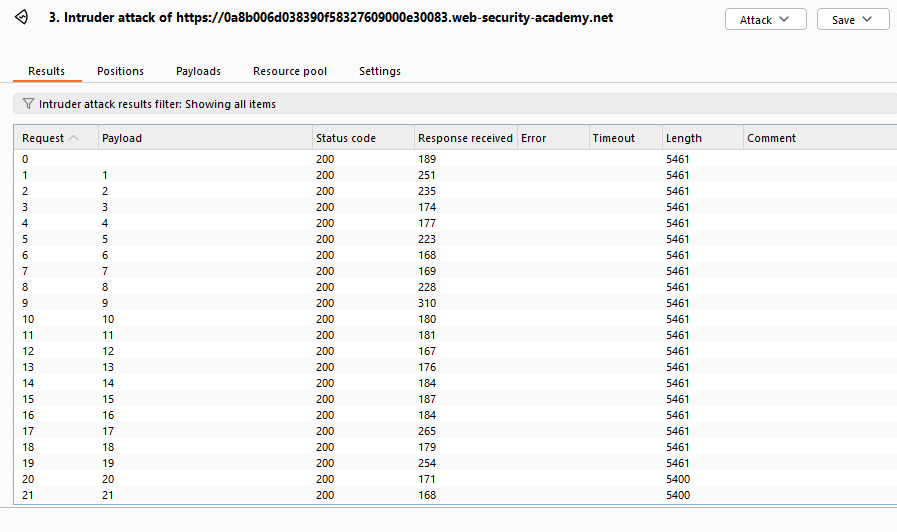 3. Intruder attack of https://0a8b006d038390f58327609000e30083.web-security-academy.net Attack Save
Results Positions Payloads Resource pool Settings
Intruder attack results filter: Showing all items
Request Payload Status code Response received Error Timeout Length Comment
0 200 189 5461
1 1 200 251 5461
2 2 200 235 5461
3 3 200 174 5461
4 4 200 177 5461
5 5 200 223 5461
6 6 200 168 5461
7 7 200 169 5461
8 8 200 228 5461
9 9 200 310 5461
10 10 200 180 5461
11 11 200 181 5461
12 12 200 167 5461
13 13 200 176 5461
14 14 200 184 5461
15 15 200 187 5461
16 16 200 184 5461
17 17 200 265 5461
18 18 200 179 5461
19 19 200 254 5461
20 20 200 171 5400
21 21 200 168 5400